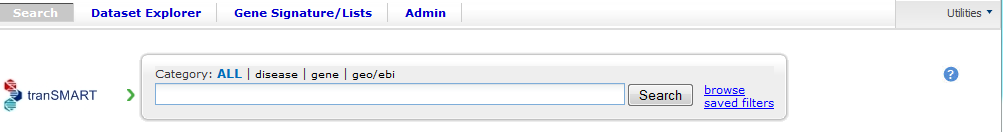 Search Dataset Explorer Gene Signature/Lists Admin Utilities
Category: ALL | disease | gene | geo/ebi
tranSMART Search browse
saved filters